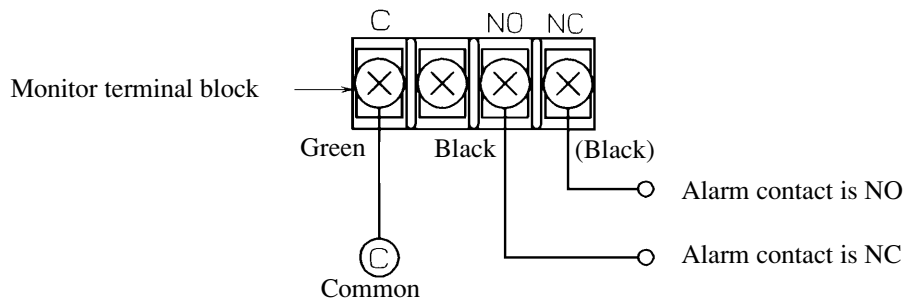 C NO NC
Monitor terminal block
Green Black (Black)
Alarm contact is NO
C Alarm contact is NC
Common